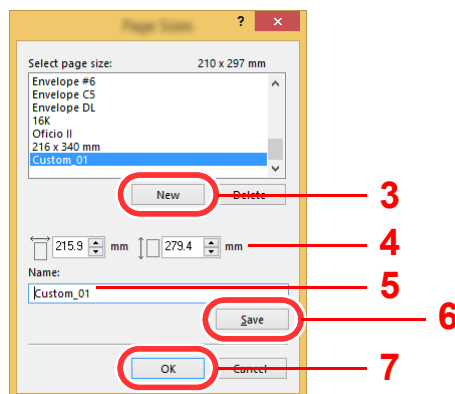 Page Sizes ? ×
Select page size: 210 x 297 mm
Envelope #6
Envelope C5
Envelope DL
16K
Oficio II
216 x 340 mm
Custom_01
New Delete 3
215.9 mm 279.4 mm 4
Name:
Custom_01 5
Save 6
OK Cancel 7